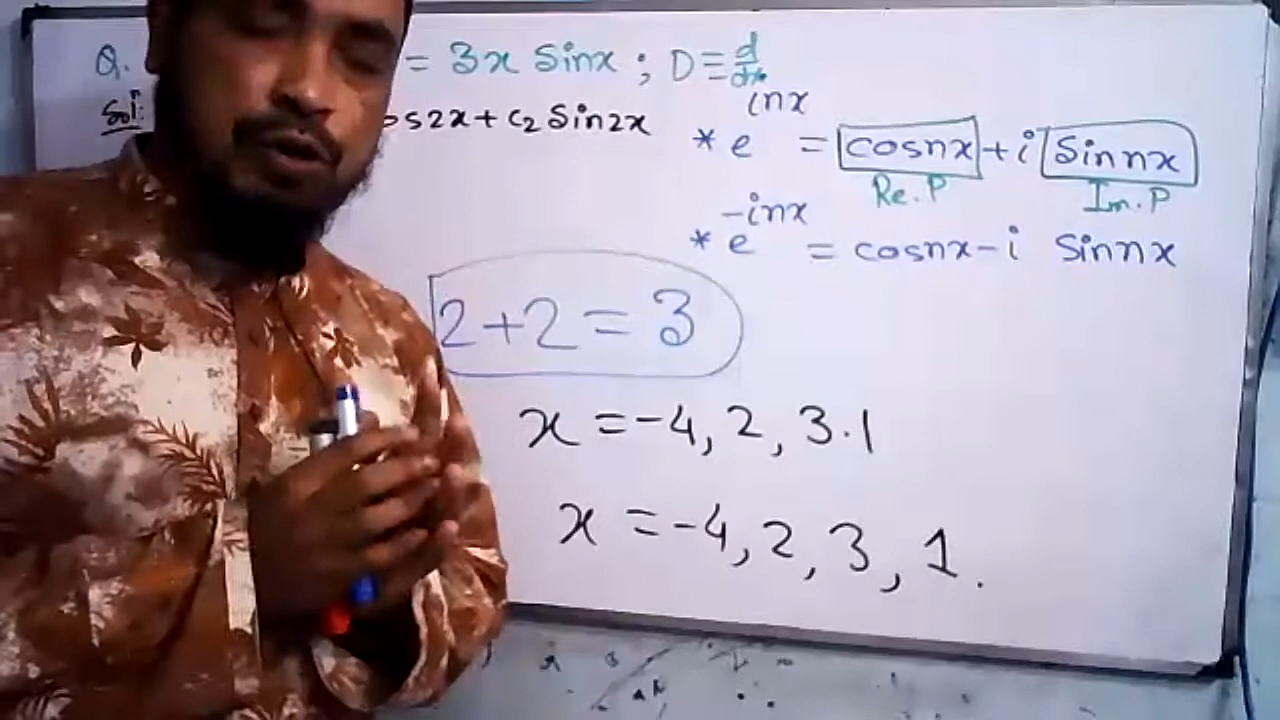 Q. = 3x Sinx ; D ≡ d/dx
Sol: os2x + c₂ Sin2x
* e^{inx} = cosnx + i Sinnx
Re.P Im.P
* e^{-inx} = cosnx - i Sinnx
2+2 = 3
x = -4, 2, 3.1
x = -4, 2, 3, 1.